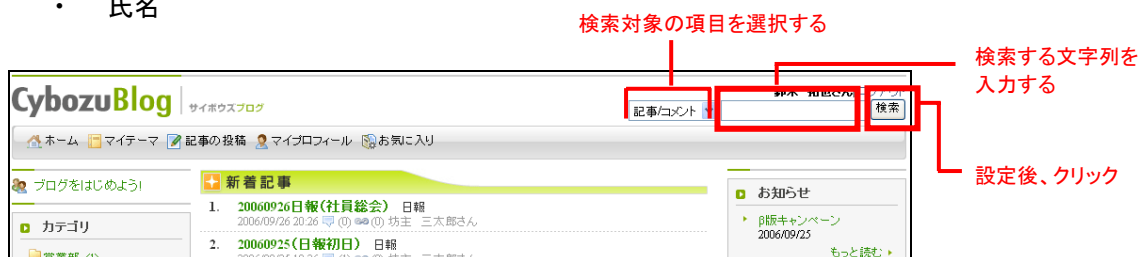 ・ 氏名
検索対象の項目を選択する
検索する文字列を
入力する
CybozuBlog サイボウズブログ
記事/コメント
検索
ホーム マイテーマ 記事の投稿 マイプロフィール お気に入り
設定後、クリック
ブログをはじめよう!
カテゴリ
新着記事
1. 20060926日報(社員総会) 日報
2006/09/26 20:26 (0) (0) 坊主 三太郎さん
2. 20060925(日報初日) 日報
お知らせ
β版キャンペーン
2006/09/25
もっと読む